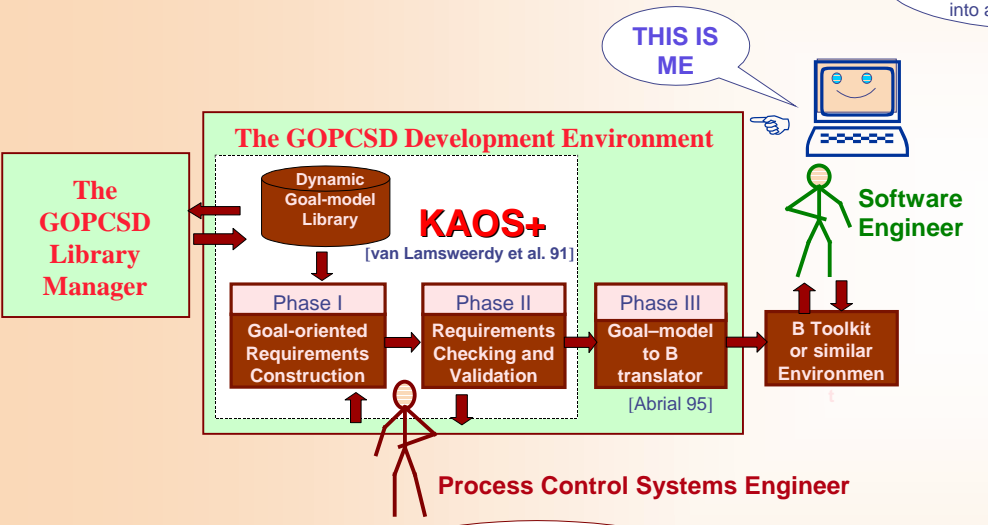 into a
THIS IS
ME
The GOPCSD Development Environment
The
GOPCSD
Library
Manager
Dynamic
Goal-model
Library
KAOS+
[van Lamsweerdy et al. 91]
Phase I
Goal-oriented
Requirements
Construction
Phase II
Requirements
Checking and
Validation
Phase III
Goal–model
to B
translator
[Abrial 95]
B Toolkit
or similar
Environmen
t
Software
Engineer
Process Control Systems Engineer